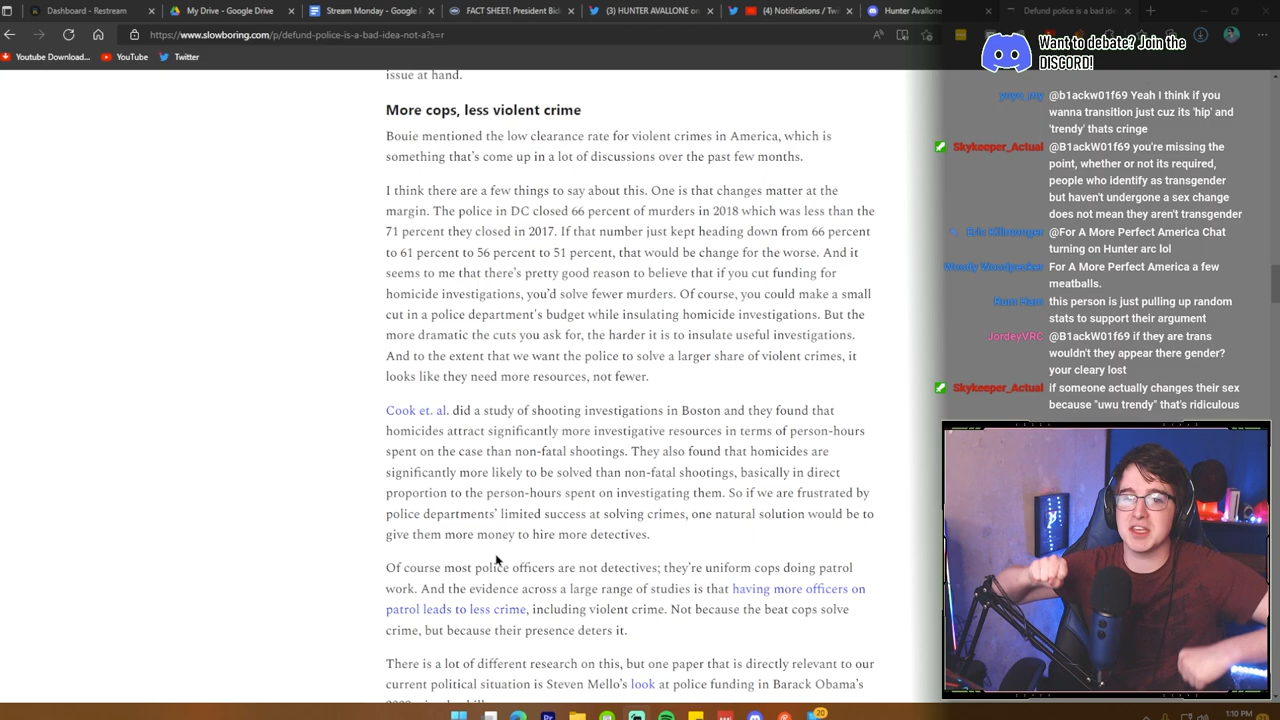 Dashboard - Restream
My Drive - Google Drive
Stream Monday - Google
FACT SHEET: President Bid
(3) HUNTER AVALLONE on
(4) Notifications / Tw
Hunter Avallone
Defund police is a bad ide
https://www.slowboring.com/p/defund-police-is-a-bad-idea-not-a?s=r
Youtube Download...
YouTube
Twitter
Want to debate? Join the
DISCORD!
issue at hand.
More cops, less violent crime
Bouie mentioned the low clearance rate for violent crimes in America, which is
something that's come up in a lot of discussions over the past few months.
I think there are a few things to say about this. One is that changes matter at the
margin. The police in DC closed 66 percent of murders in 2018 which was less than the
71 percent they closed in 2017. If that number just kept heading down from 66 percent
to 61 percent to 56 percent to 51 percent, that would be change for the worse. And it
seems to me that there's pretty good reason to believe that if you cut funding for
homicide investigations, you'd solve fewer murders. Of course, you could make a small
cut in a police department's budget while insulating homicide investigations. But the
more dramatic the cuts you ask for, the harder it is to insulate useful investigations.
And to the extent that we want the police to solve a larger share of violent crimes, it
looks like they need more resources, not fewer.
Cook et. al. did a study of shooting investigations in Boston and they found that
homicides attract significantly more investigative resources in terms of person-hours
spent on the case than non-fatal shootings. They also found that homicides are
significantly more likely to be solved than non-fatal shootings, basically in direct
proportion to the person-hours spent on investigating them. So if we are frustrated by
police departments' limited success at solving crimes, one natural solution would be to
give them more money to hire more detectives.
Of course most police officers are not detectives; they're uniform cops doing patrol
work. And the evidence across a large range of studies is that having more officers on
patrol leads to less crime, including violent crime. Not because the beat cops solve
crime, but because their presence deters it.
There is a lot of different research on this, but one paper that is directly relevant to our
current political situation is Steven Mello's look at police funding in Barack Obama's
@b1ackw01f69 Yeah I think if you
wanna transition just cuz its 'hip' and
'trendy' thats cringe
Skykeeper_Actual @B1ackW01f69 you're missing the
point, whether or not its required,
people who identify as transgender
but haven't undergone a sex change
does not mean they aren't transgender
Eric Killmonger @For A More Perfect America Chat
turning on Hunter arc lol
Woody Woodpecker For A More Perfect America a few
meatballs.
Rum Ham this person is just pulling up random
stats to support their argument
JordeyVRC @B1ackW01f69 if they are trans
wouldn't they appear there gender?
your cleary lost
Skykeeper_Actual if someone actually changes their sex
because "uwu trendy" that's ridiculous
20
1:10 PM